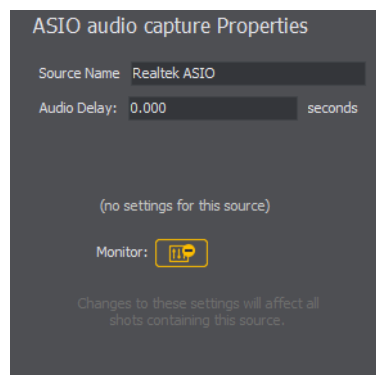 ASIO audio capture Properties
Source Name Realtek ASIO
Audio Delay: 0.000 seconds
(no settings for this source)
Monitor:
Changes to these settings will affect all
shots containing this source.